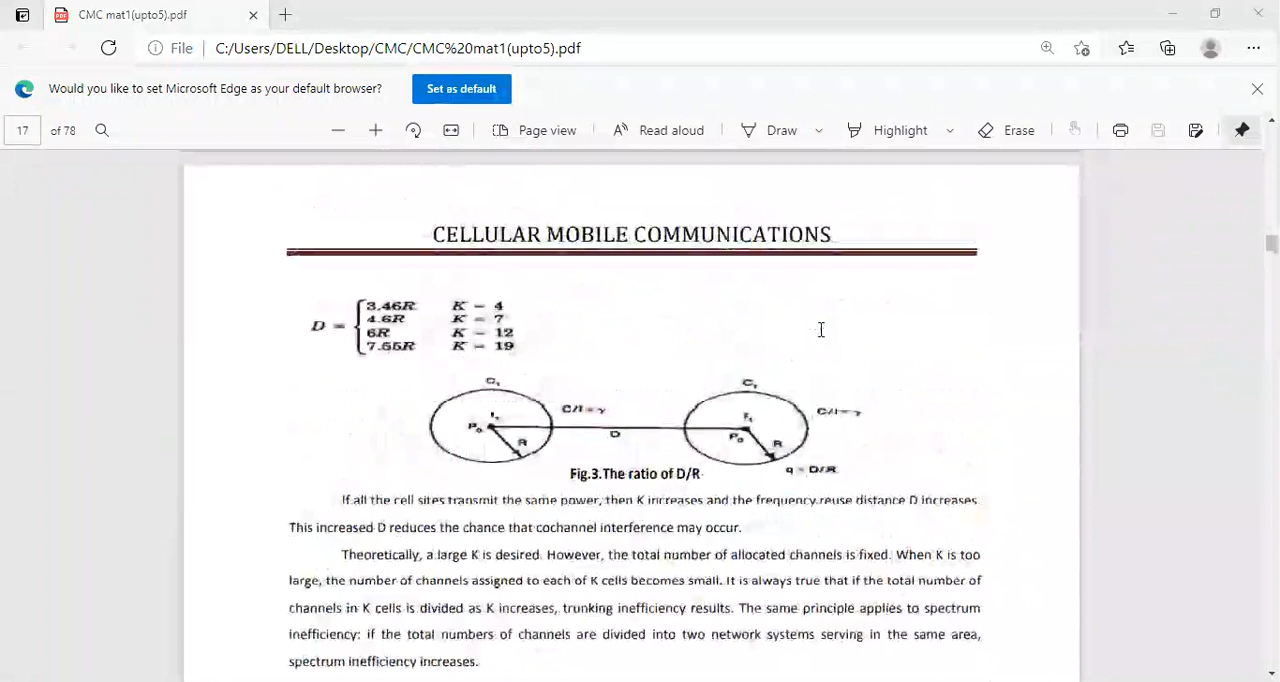 CMC mat1(upto5).pdf
File C:/Users/DELL/Desktop/CMC/CMC%20mat1(upto5).pdf
Would you like to set Microsoft Edge as your default browser? Set as default
17 of 78 Page view Read aloud Draw Highlight Erase
CELLULAR MOBILE COMMUNICATIONS
D = { 3.46R K = 4
4.6R K = 7
6R K = 12
7.55R K = 19
C₁ C₁
C/I = γ C/I = γ
F₁
P₀ R D P₀ R
Fig.3.The ratio of D/R q = D/R
If all the cell sites transmit the same power, then K increases and the frequency reuse distance D increases.
This increased D reduces the chance that cochannel interference may occur.
Theoretically, a large K is desired. However, the total number of allocated channels is fixed. When K is too
large, the number of channels assigned to each of K cells becomes small. It is always true that if the total number of
channels in K cells is divided as K increases, trunking inefficiency results. The same principle applies to spectrum
inefficiency: if the total numbers of channels are divided into two network systems serving in the same area,
spectrum inefficiency increases.